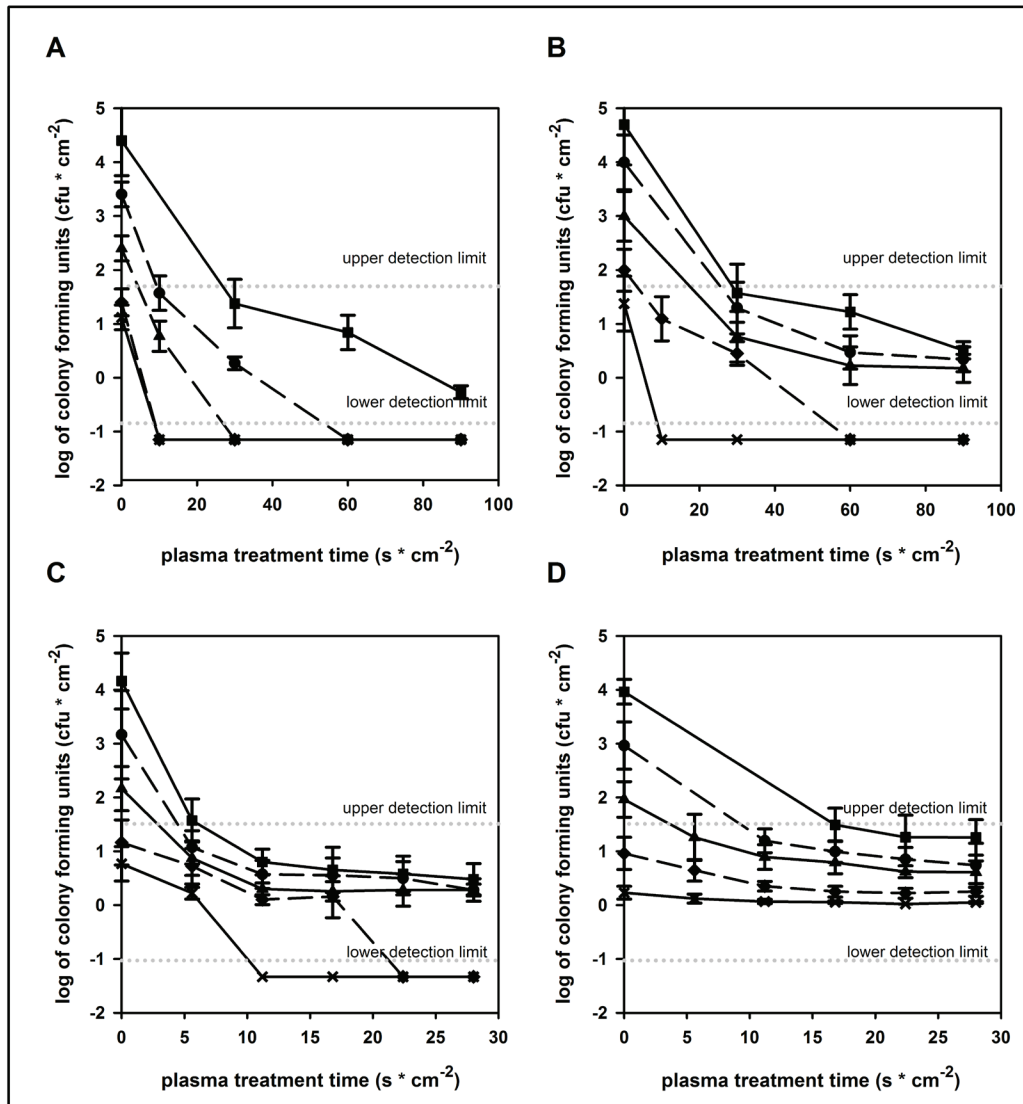 A
log of colony forming units (cfu * cm-2)
5
4
3
2
1
0
-1
-2
upper detection limit
lower detection limit
0 20 40 60 80 100
plasma treatment time (s * cm-2)
B
log of colony forming units (cfu * cm-2)
5
4
3
2
1
0
-1
-2
upper detection limit
lower detection limit
0 20 40 60 80 100
plasma treatment time (s * cm-2)
C
log of colony forming units (cfu * cm-2)
5
4
3
2
1
0
-1
-2
upper detection limit
lower detection limit
0 5 10 15 20 25 30
plasma treatment time (s * cm-2)
D
log of colony forming units (cfu * cm-2)
5
4
3
2
1
0
-1
-2
upper detection limit
lower detection limit
0 5 10 15 20 25 30
plasma treatment time (s * cm-2)